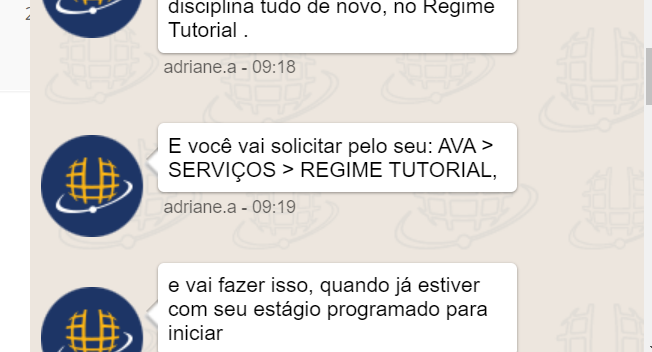 disciplina tudo de novo, no Regime
Tutorial .
adriane.a - 09:18
E você vai solicitar pelo seu: AVA >
SERVIÇOS > REGIME TUTORIAL,
adriane.a - 09:19
e vai fazer isso, quando já estiver
com seu estágio programado para
iniciar